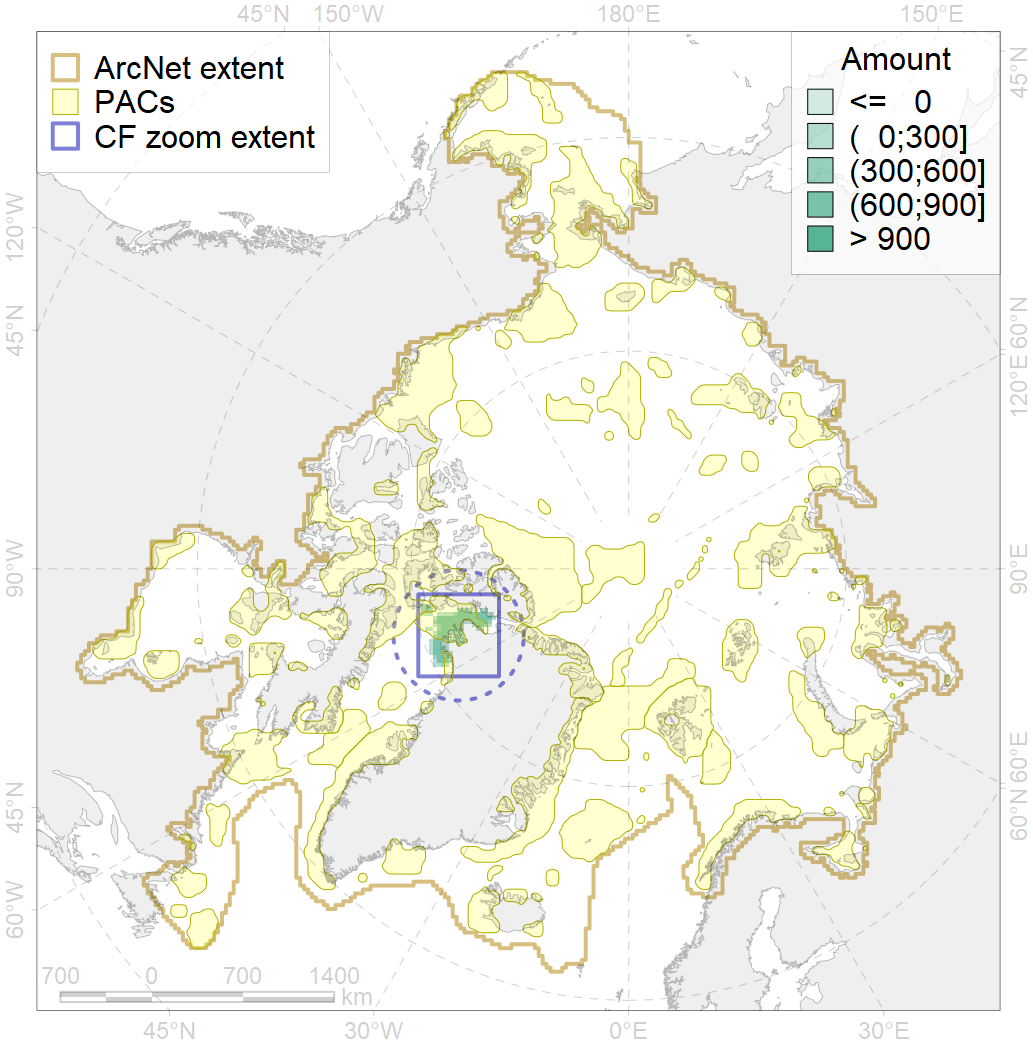 45°N 150°W 180°E 150°E
ArcNet extent
PACs
CF zoom extent
Amount
<= 0
( 0;300]
(300;600]
(600;900]
> 900
45°N
120°W
45°N
60°N
120°E
90°W
90°E
45°N
60°W
60°E
60°N
700 0 700 1400
km
45°N 30°W 0°E 30°E